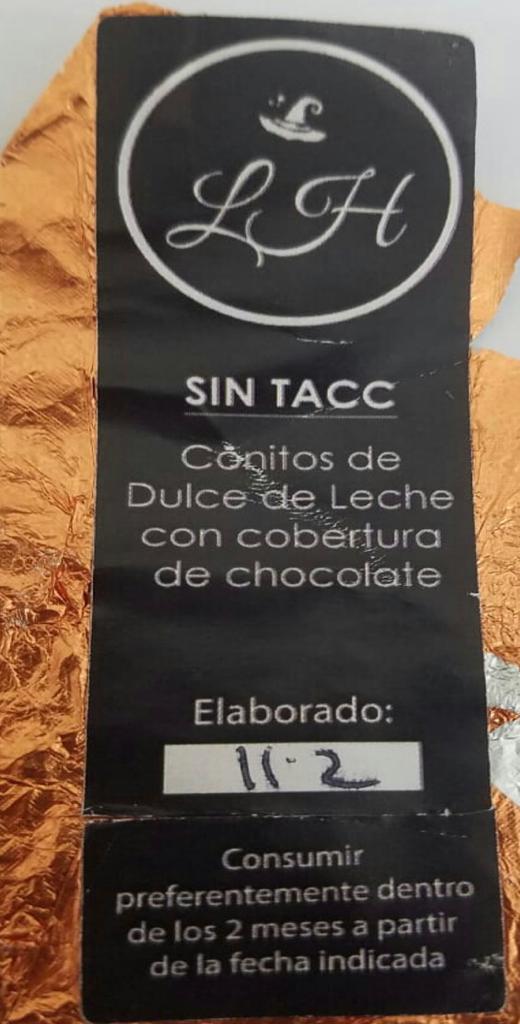 LH
SIN TACC
Conitos de
Dulce de Leche
con cobertura
de chocolate
Elaborado:
11-2
Consumir
preferentemente dentro
de los 2 meses a partir
de la fecha indicada